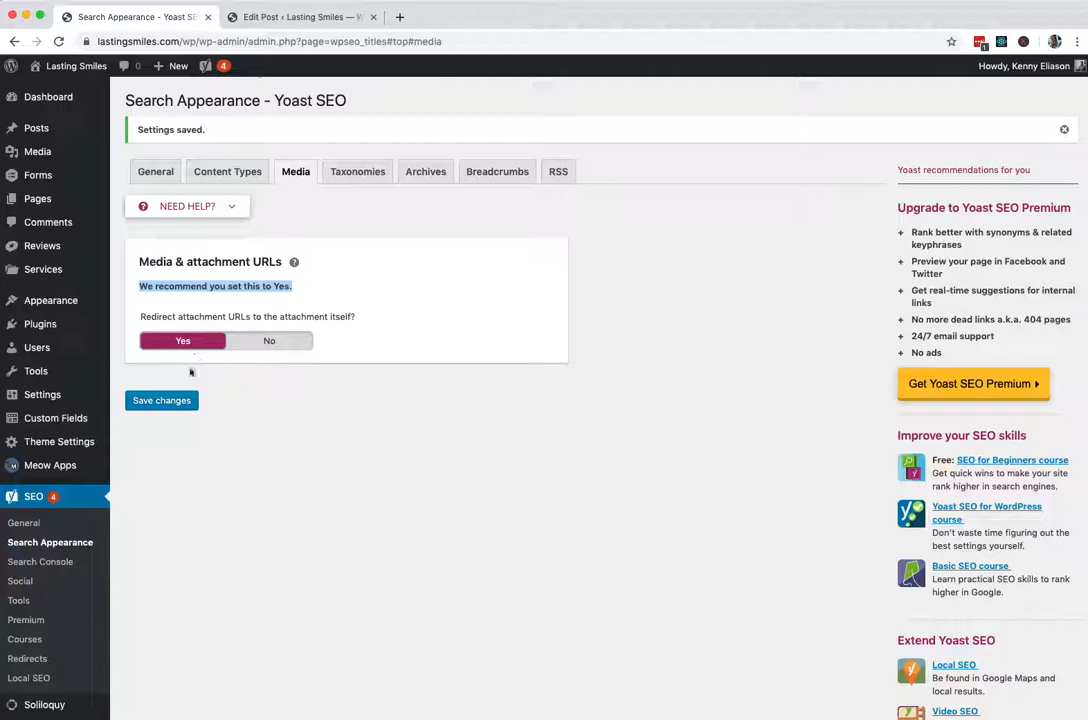 Search Appearance - Yoast SEO
Edit Post ‹ Lasting Smiles — W
lastingsmiles.com/wp/wp-admin/admin.php?page=wpseo_titles#top#media
1
Lasting Smiles
0
New
4
Howdy, Kenny Eliason
Dashboard
Posts
Media
Forms
Pages
Comments
Reviews
Services
Appearance
Plugins
Users
Tools
Settings
Custom Fields
Theme Settings
Meow Apps
SEO 4
General
Search Appearance
Search Console
Social
Tools
Premium
Courses
Redirects
Local SEO
Soliloquy
Search Appearance - Yoast SEO
Settings saved.
General
Content Types
Media
Taxonomies
Archives
Breadcrumbs
RSS
NEED HELP?
Media & attachment URLs
We recommend you set this to Yes.
Redirect attachment URLs to the attachment itself?
Yes
No
Save changes
Yoast recommendations for you
Upgrade to Yoast SEO Premium
+ Rank better with synonyms & related
keyphrases
+ Preview your page in Facebook and
Twitter
+ Get real-time suggestions for internal
links
+ No more dead links a.k.a. 404 pages
+ 24/7 email support
+ No ads
Get Yoast SEO Premium
Improve your SEO skills
Free: SEO for Beginners course
Get quick wins to make your site
rank higher in search engines.
Yoast SEO for WordPress
course
Don't waste time figuring out the
best settings yourself.
Basic SEO course
Learn practical SEO skills to rank
higher in Google.
Extend Yoast SEO
Local SEO
Be found in Google Maps and
local results.
Video SEO